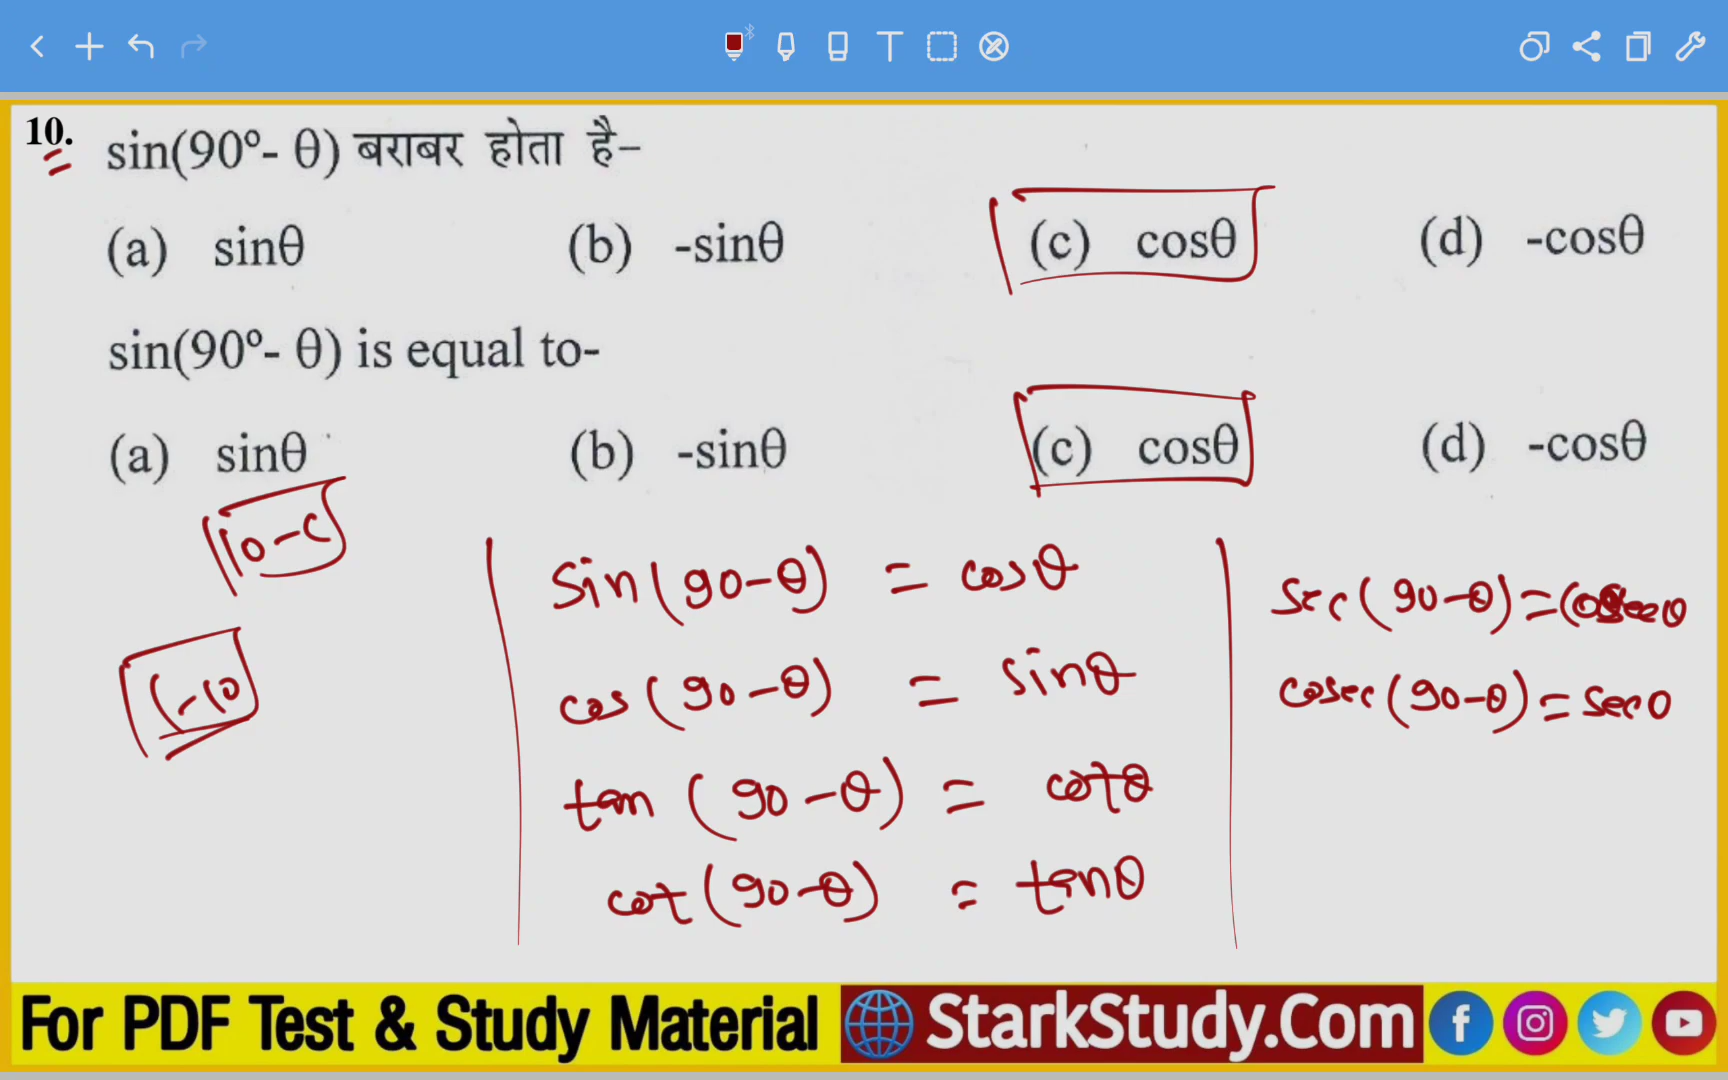 10. sin(90º- θ) बराबर होता है–
(a) sinθ (b) -sinθ (c) cosθ (d) -cosθ
sin(90º- θ) is equal to-
(a) sinθ (b) -sinθ (c) cosθ (d) -cosθ
10-C
C-10
sin(90-θ) = cosθ
cos(90-θ) = sinθ
tan(90-θ) = cotθ
cot(90-θ) = tanθ
sec(90-θ)=cosecθ
cosec(90-θ)=secθ
For PDF Test & Study Material StarkStudy.Com